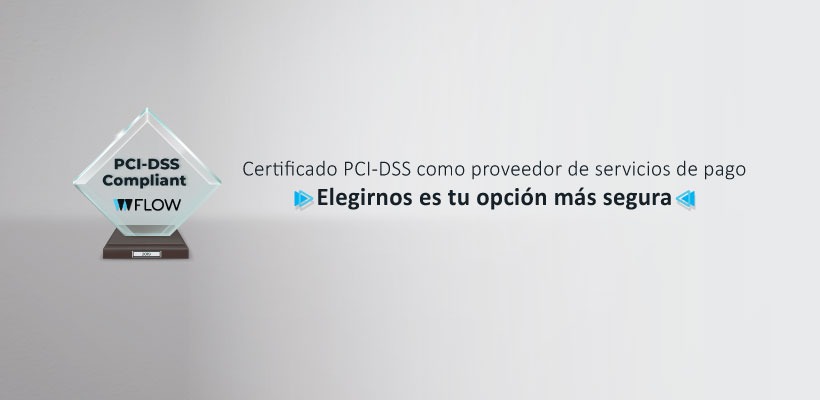 PCI-DSS
Compliant
FLOW
2019
Certificado PCI-DSS como proveedor de servicios de pago
Elegirnos es tu opción más segura